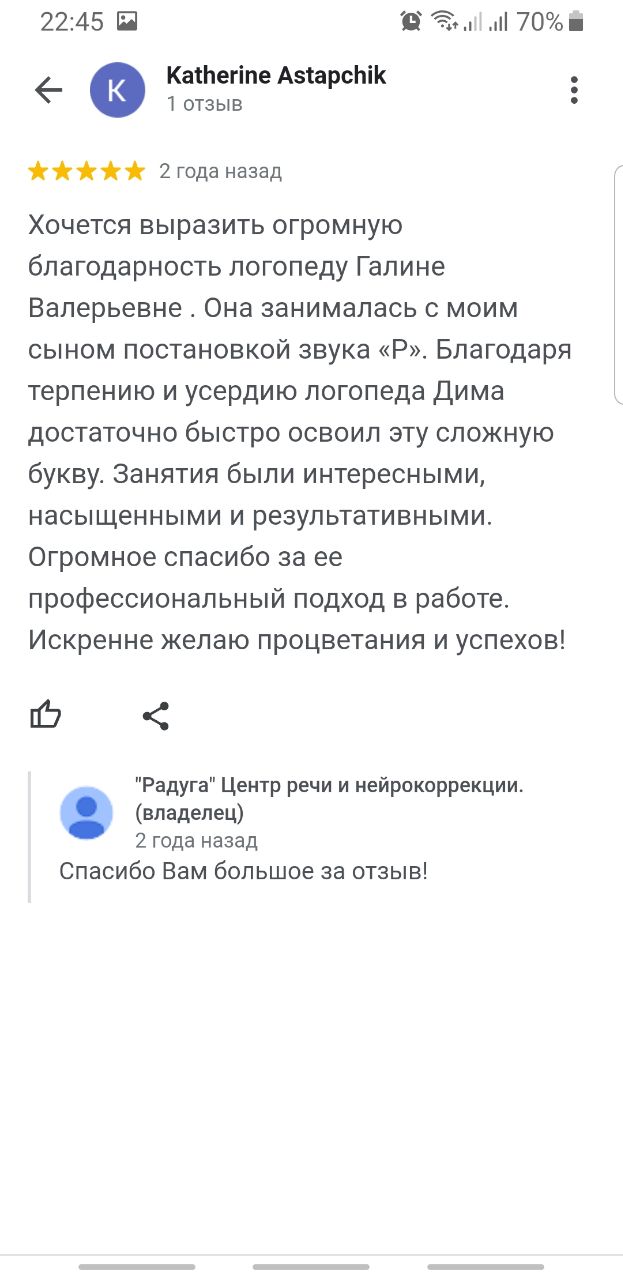 22:45 70%
Katherine Astapchik
1 отзыв
K
2 года назад
Хочется выразить огромную
благодарность логопеду Галине
Валерьевне . Она занималась с моим
сыном постановкой звука «Р». Благодаря
терпению и усердию логопеда Дима
достаточно быстро освоил эту сложную
букву. Занятия были интересными,
насыщенными и результативными.
Огромное спасибо за ее
профессиональный подход в работе.
Искренне желаю процветания и успехов!
"Радуга" Центр речи и нейрокоррекции.
(владелец)
2 года назад
Спасибо Вам большое за отзыв!